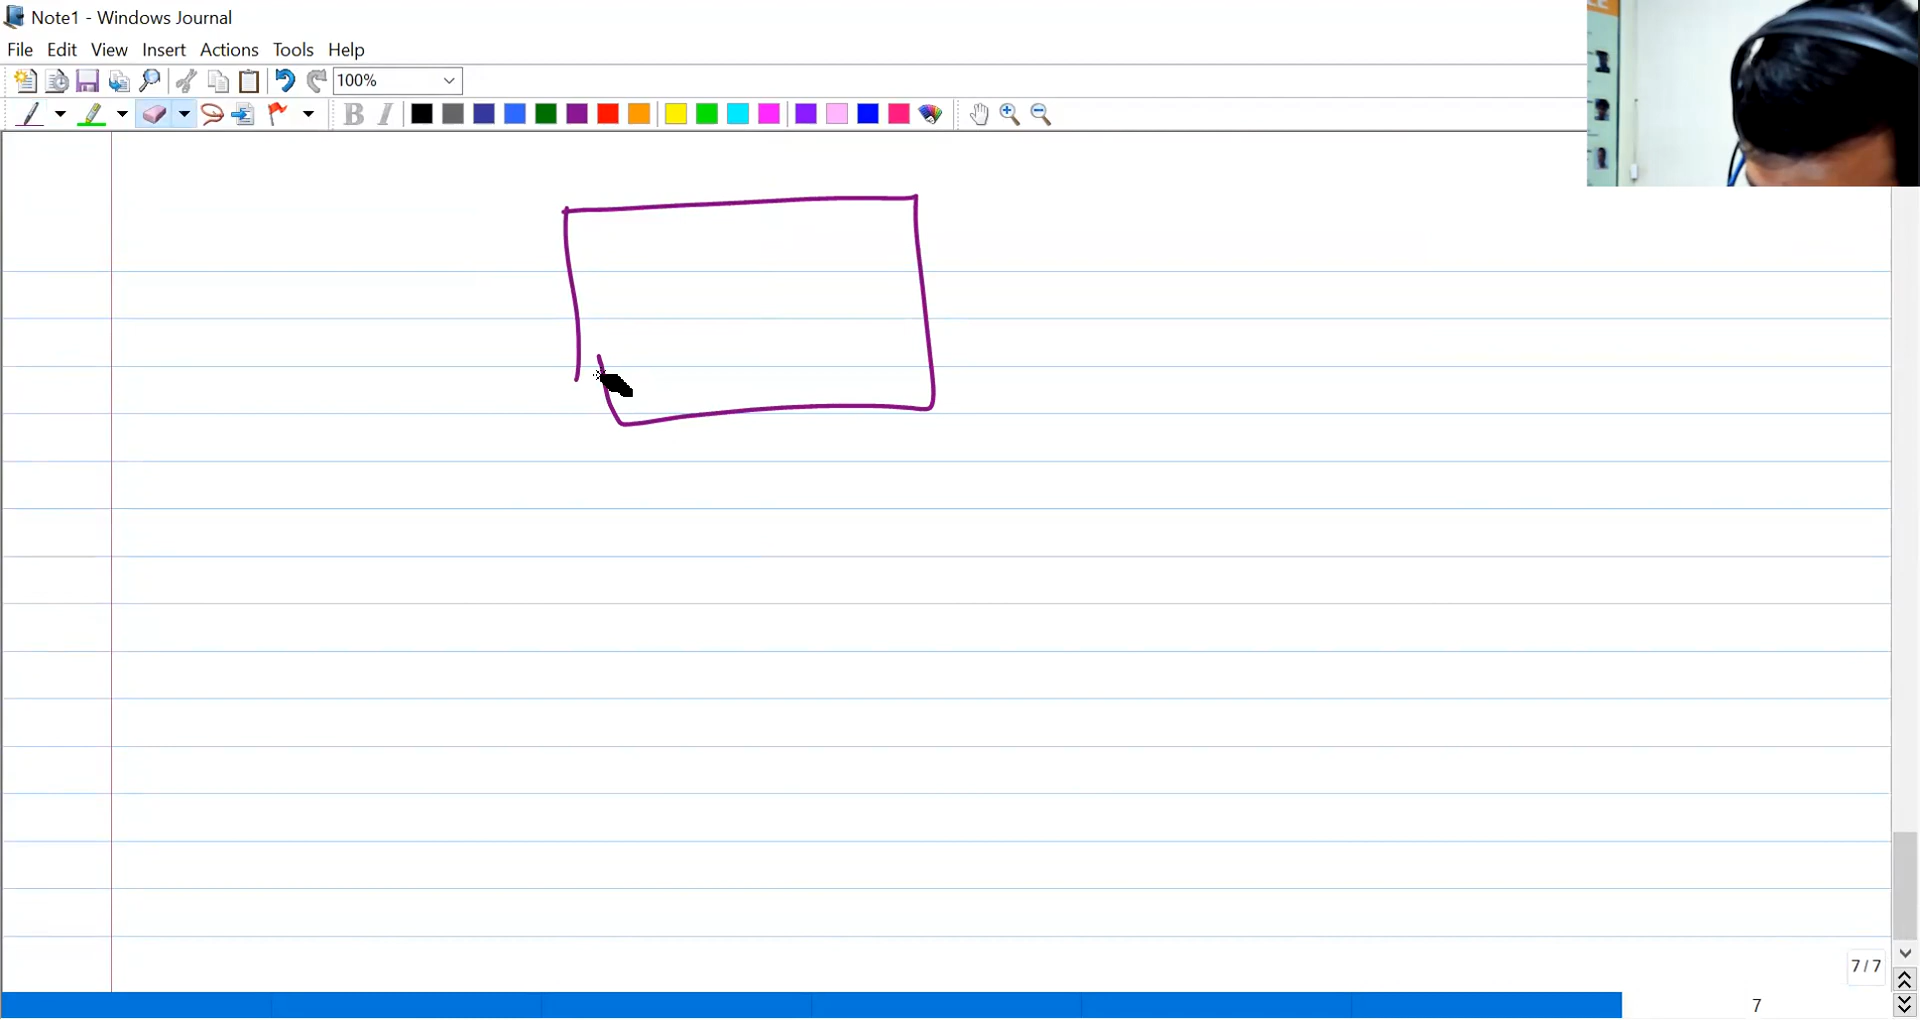 Note1 - Windows Journal
File Edit View Insert Actions Tools Help
100%
B I
7 / 7
7